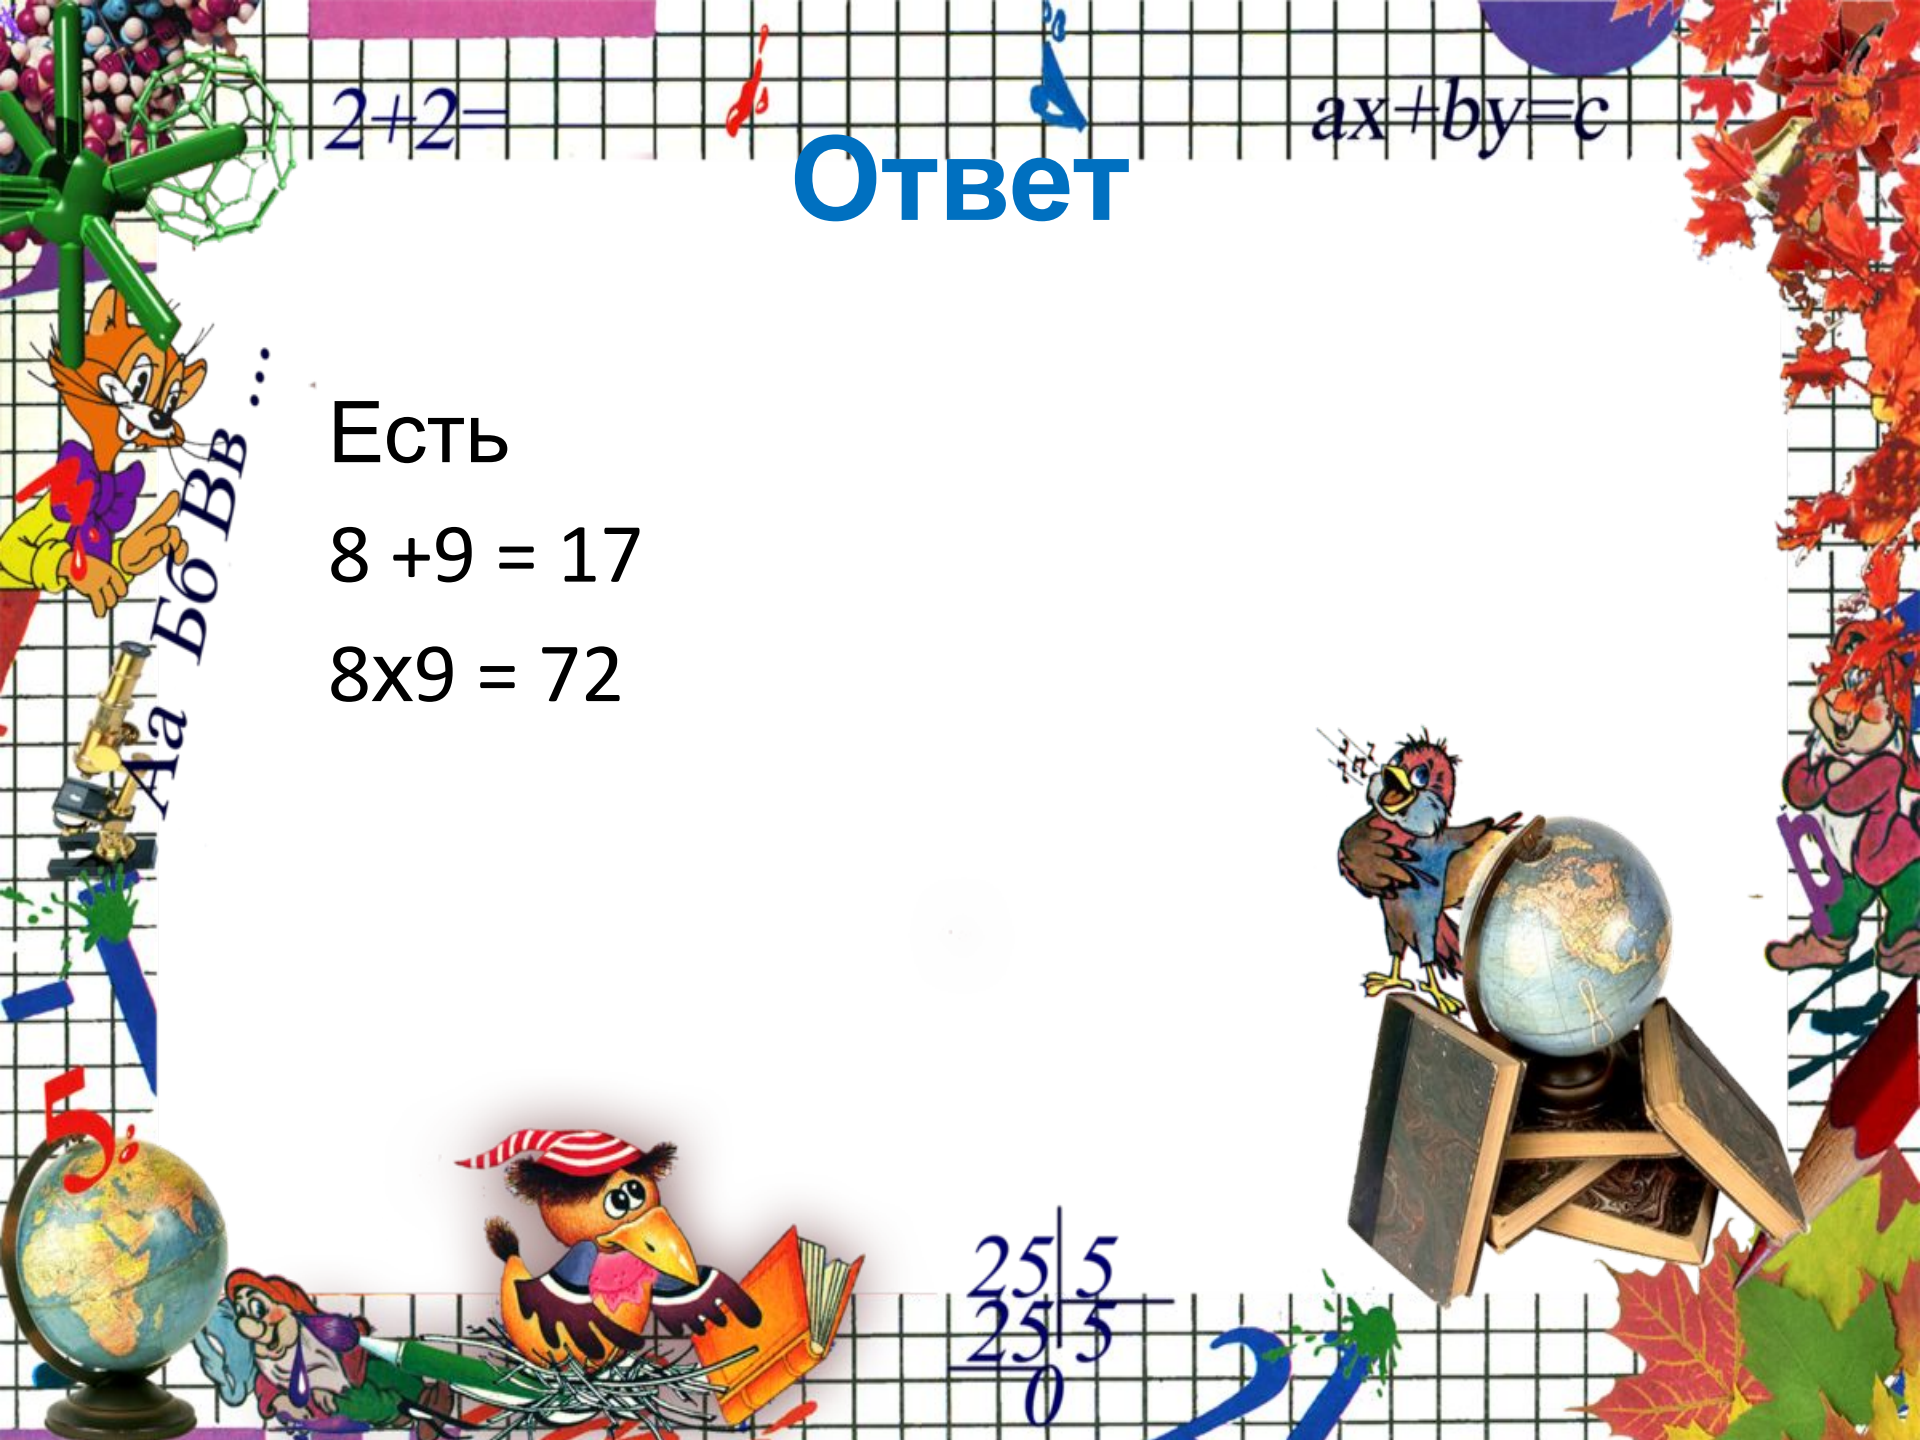 2+2=
ax+by=c
Ответ
Аа Бб Вв ...
Есть
8 +9 = 17
8х9 = 72
р
5
25 5
25 5
0